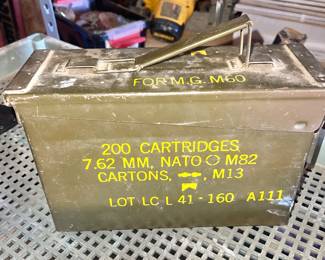 FOR M.G. M60
200 CARTRIDGES
7.62 MM, NATO M82
CARTONS, M13
LOT LC L 41-160 A111